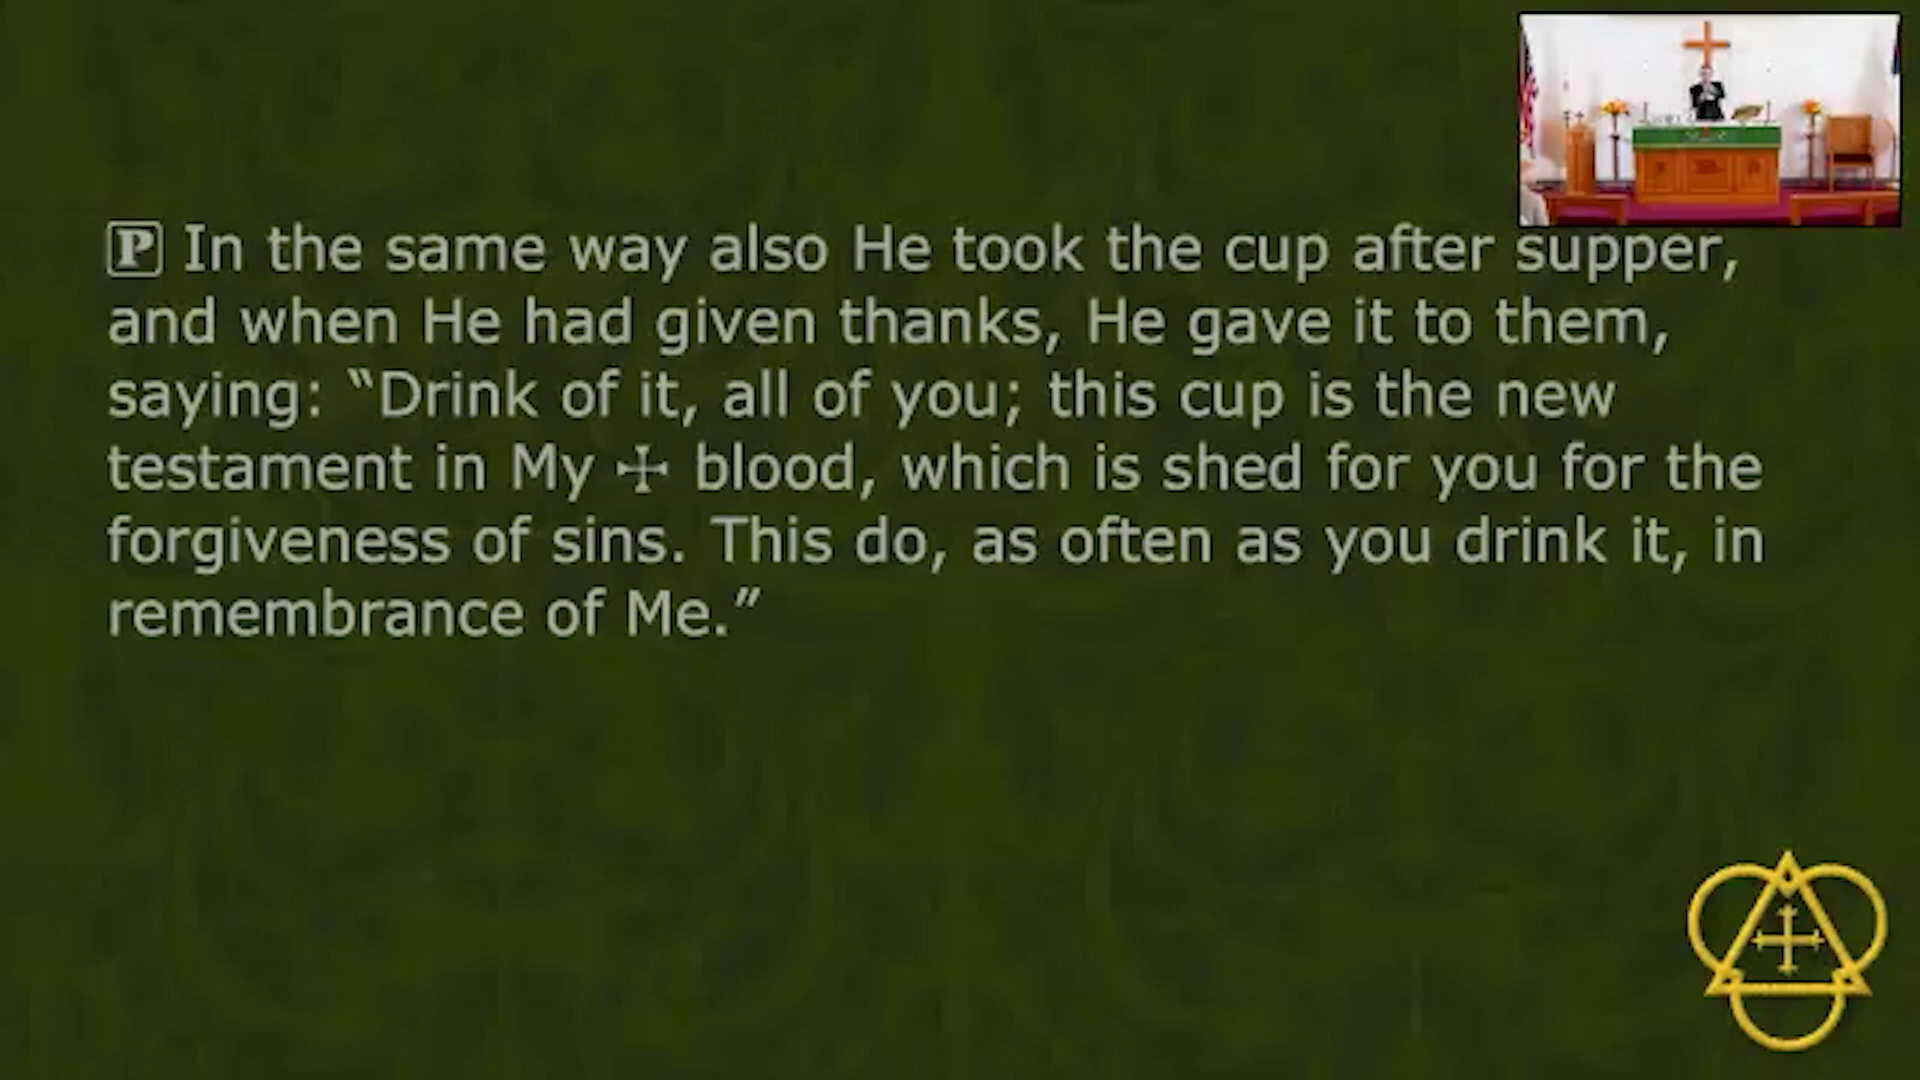 P In the same way also He took the cup after supper,
and when He had given thanks, He gave it to them,
saying: “Drink of it, all of you; this cup is the new
testament in My ☩ blood, which is shed for you for the
forgiveness of sins. This do, as often as you drink it, in
remembrance of Me.”